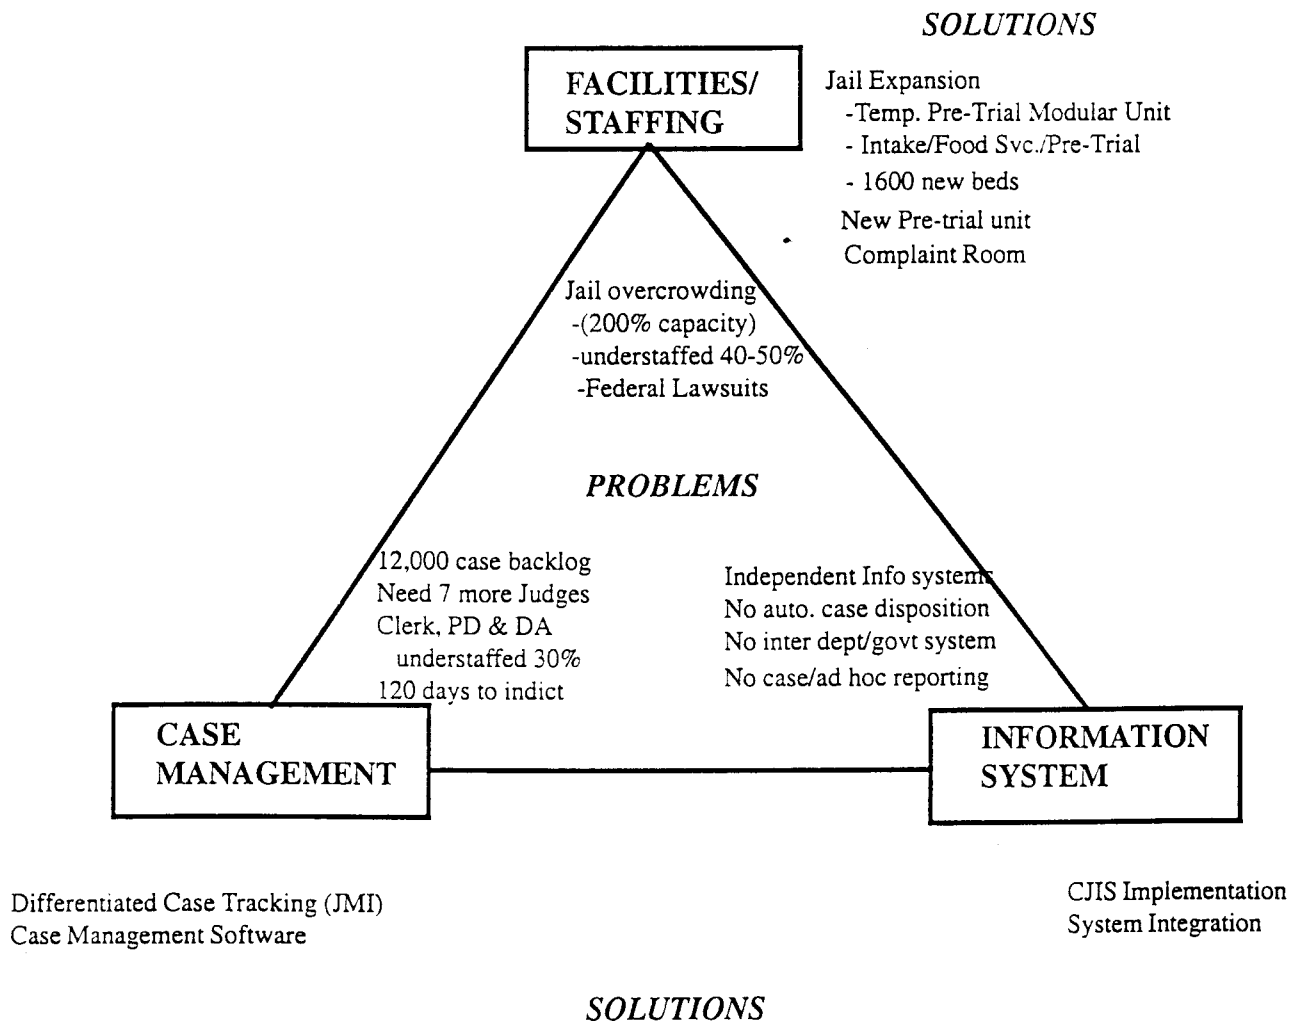 SOLUTIONS
FACILITIES/
STAFFING
Jail Expansion
-Temp. Pre-Trial Modular Unit
- Intake/Food Svc./Pre-Trial
- 1600 new beds
New Pre-trial unit
Complaint Room
Jail overcrowding
-(200% capacity)
-understaffed 40-50%
-Federal Lawsuits
PROBLEMS
12,000 case backlog
Need 7 more Judges
Clerk, PD & DA
understaffed 30%
120 days to indict
Independent Info systems
No auto. case disposition
No inter dept/govt system
No case/ad hoc reporting
CASE
MANAGEMENT
INFORMATION
SYSTEM
Differentiated Case Tracking (JMI)
Case Management Software
CJIS Implementation
System Integration
SOLUTIONS